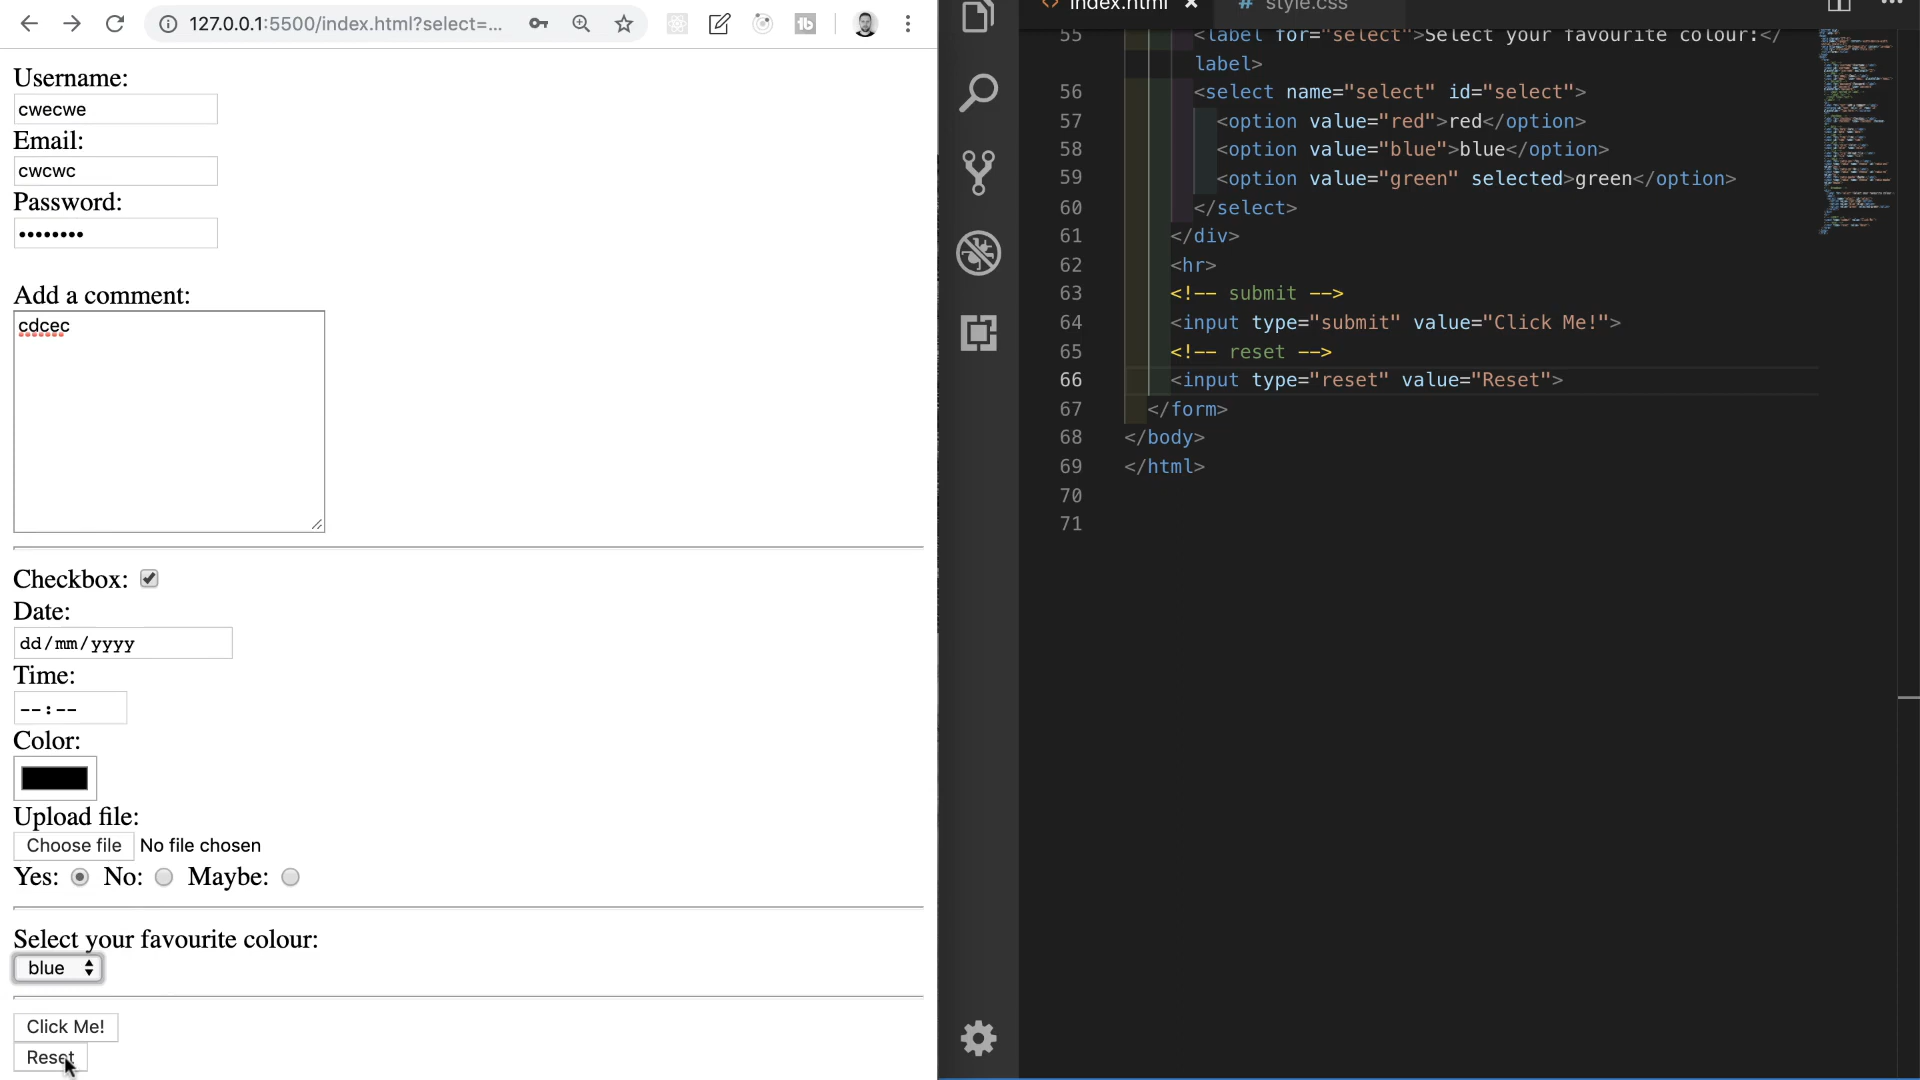 127.0.0.1:5500/index.html?select=...
Username:
cwecwe
Email:
cwcwc
Password:
••••••••
Add a comment:
cdcec
Checkbox:
Date:
dd/mm/yyyy
Time:
--:--
Color:
Upload file:
Choose file No file chosen
Yes: No: Maybe:
Select your favourite colour:
blue
Click Me!
Reset
index.html # style.css
55 <label for="select">Select your favourite colour:</
label>
56 <select name="select" id="select">
57 <option value="red">red</option>
58 <option value="blue">blue</option>
59 <option value="green" selected>green</option>
60 </select>
61 </div>
62 <hr>
63 <!-- submit -->
64 <input type="submit" value="Click Me!">
65 <!-- reset -->
66 <input type="reset" value="Reset">
67 </form>
68 </body>
69 </html>
70
71